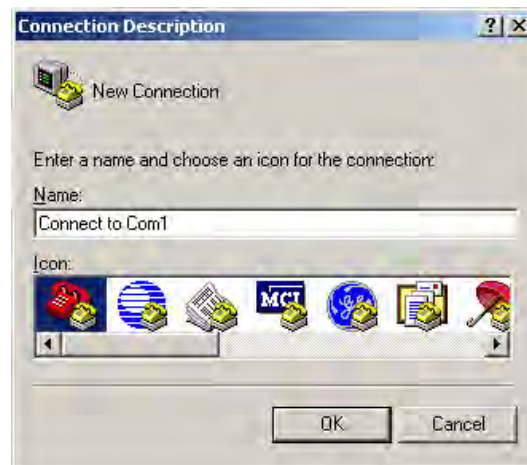 Connection Description
New Connection
Enter a name and choose an icon for the connection:
Name:
Connect to Com1
Icon:
MCI
OK Cancel